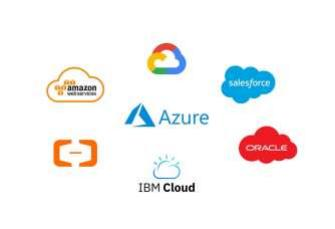 amazon
web services
salesforce
Azure
ORACLE
IBM Cloud